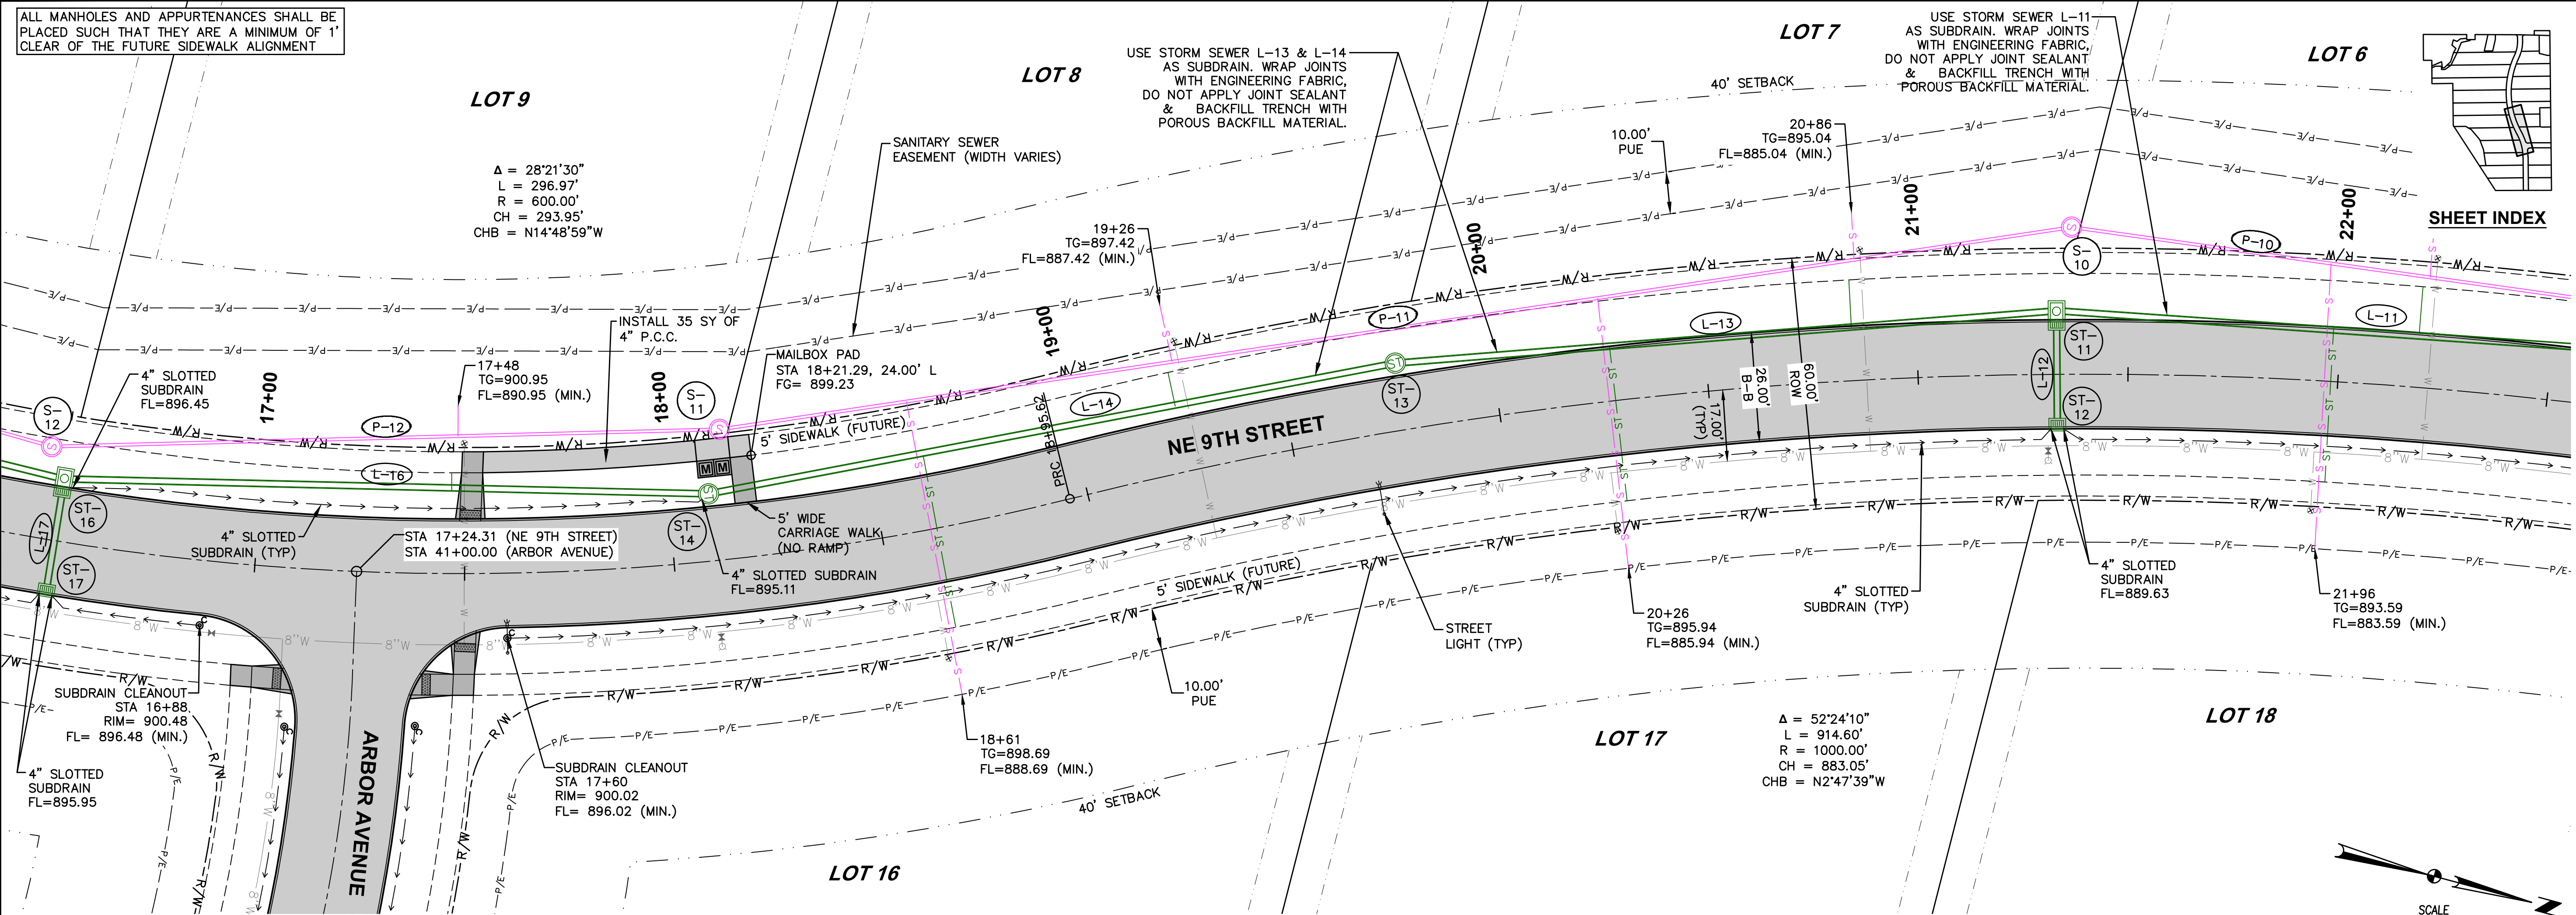 ALL MANHOLES AND APPURTENANCES SHALL BE
PLACED SUCH THAT THEY ARE A MINIMUM OF 1'
CLEAR OF THE FUTURE SIDEWALK ALIGNMENT
LOT 9
Δ = 28°21'30"
L = 296.97'
R = 600.00'
CH = 293.95'
CHB = N14°48'59"W
LOT 8
USE STORM SEWER L-13 & L-14
AS SUBDRAIN. WRAP JOINTS
WITH ENGINEERING FABRIC,
DO NOT APPLY JOINT SEALANT
& BACKFILL TRENCH WITH
POROUS BACKFILL MATERIAL.
SANITARY SEWER
EASEMENT (WIDTH VARIES)
LOT 7
40' SETBACK
USE STORM SEWER L-11
AS SUBDRAIN. WRAP JOINTS
WITH ENGINEERING FABRIC,
DO NOT APPLY JOINT SEALANT
& BACKFILL TRENCH WITH
POROUS BACKFILL MATERIAL.
LOT 6
SHEET INDEX
10.00'
PUE
20+86
TG=895.04
FL=885.04 (MIN.)
19+26
TG=897.42
FL=887.42 (MIN.)
17+00
18+00
19+00
20+00
21+00
22+00
INSTALL 35 SY OF
4" P.C.C.
MAILBOX PAD
STA 18+21.29, 24.00' L
FG= 899.23
17+48
TG=900.95
FL=890.95 (MIN.)
4" SLOTTED
SUBDRAIN
FL=896.45
S-
12
P-12
S-
11
P-11
S-
10
P-10
L-16
L-14
L-13
L-11
L-12
L-17
5' SIDEWALK (FUTURE)
M M
ST-
16
ST-
17
ST-
14
ST-
13
ST-
11
ST-
12
PRC 18+95.62
NE 9TH STREET
17.00'
(TYP)
26.00'
B-B
60.00'
ROW
4" SLOTTED
SUBDRAIN (TYP)
STA 17+24.31 (NE 9TH STREET)
STA 41+00.00 (ARBOR AVENUE)
5' WIDE
CARRIAGE WALK
(NO RAMP)
4" SLOTTED SUBDRAIN
FL=895.11
5' SIDEWALK (FUTURE)
STREET
LIGHT (TYP)
20+26
TG=895.94
FL=885.94 (MIN.)
4" SLOTTED
SUBDRAIN (TYP)
4" SLOTTED
SUBDRAIN
FL=889.63
21+96
TG=893.59
FL=883.59 (MIN.)
SUBDRAIN CLEANOUT
STA 16+88
RIM= 900.48
FL= 896.48 (MIN.)
4" SLOTTED
SUBDRAIN
FL=895.95
ARBOR AVENUE
SUBDRAIN CLEANOUT
STA 17+60
RIM= 900.02
FL= 896.02 (MIN.)
18+61
TG=898.69
FL=888.69 (MIN.)
10.00'
PUE
40' SETBACK
LOT 16
LOT 17
Δ = 52°24'10"
L = 914.60'
R = 1000.00'
CH = 883.05'
CHB = N2°47'39"W
LOT 18
SCALE